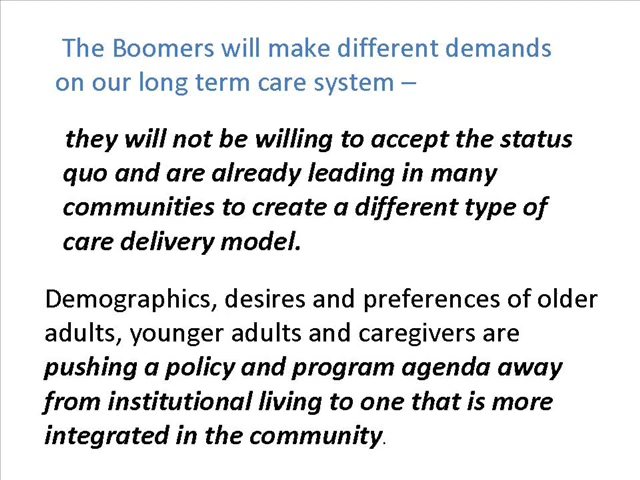 The Boomers will make different demands
on our long term care system –
they will not be willing to accept the status
quo and are already leading in many
communities to create a different type of
care delivery model.
Demographics, desires and preferences of older
adults, younger adults and caregivers are
pushing a policy and program agenda away
from institutional living to one that is more
integrated in the community.